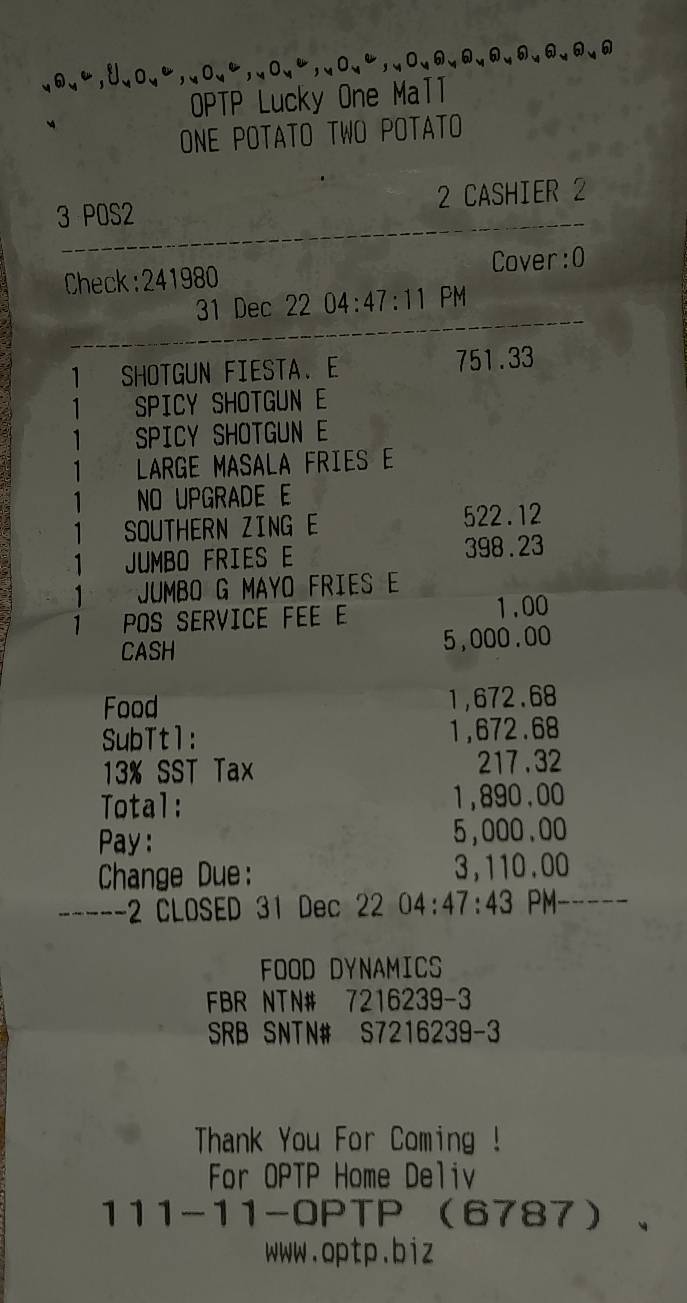 OPTP Lucky One Mall
ONE POTATO TWO POTATO
3 POS2 2 CASHIER 2
Check:241980 Cover:0
31 Dec 22 04:47:11 PM
1 SHOTGUN FIESTA. E 751.33
1 SPICY SHOTGUN E
1 SPICY SHOTGUN E
1 LARGE MASALA FRIES E
1 NO UPGRADE E
1 SOUTHERN ZING E 522.12
1 JUMBO FRIES E 398.23
1 JUMBO G MAYO FRIES E
1 POS SERVICE FEE E 1.00
CASH 5,000.00
Food 1,672.68
SubTtl: 1,672.68
13% SST Tax 217.32
Total: 1,890.00
Pay: 5,000.00
Change Due: 3,110.00
------2 CLOSED 31 Dec 22 04:47:43 PM------
FOOD DYNAMICS
FBR NTN# 7216239-3
SRB SNTN# S7216239-3
Thank You For Coming !
For OPTP Home Deliv
111-11-OPTP (6787)
www.optp.biz